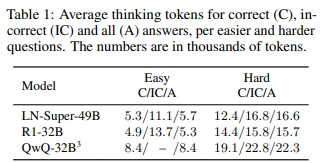 Table 1: Average thinking tokens for correct (C), in-
correct (IC) and all (A) answers, per easier and harder
questions. The numbers are in thousands of tokens.
Model Easy Hard
C/IC/A C/IC/A
LN-Super-49B 5.3/11.1/5.7 12.4/16.8/16.6
R1-32B 4.9/13.7/5.3 14.4/15.8/15.7
QwQ-32B³ 8.4/ – /8.4 19.1/22.8/22.3